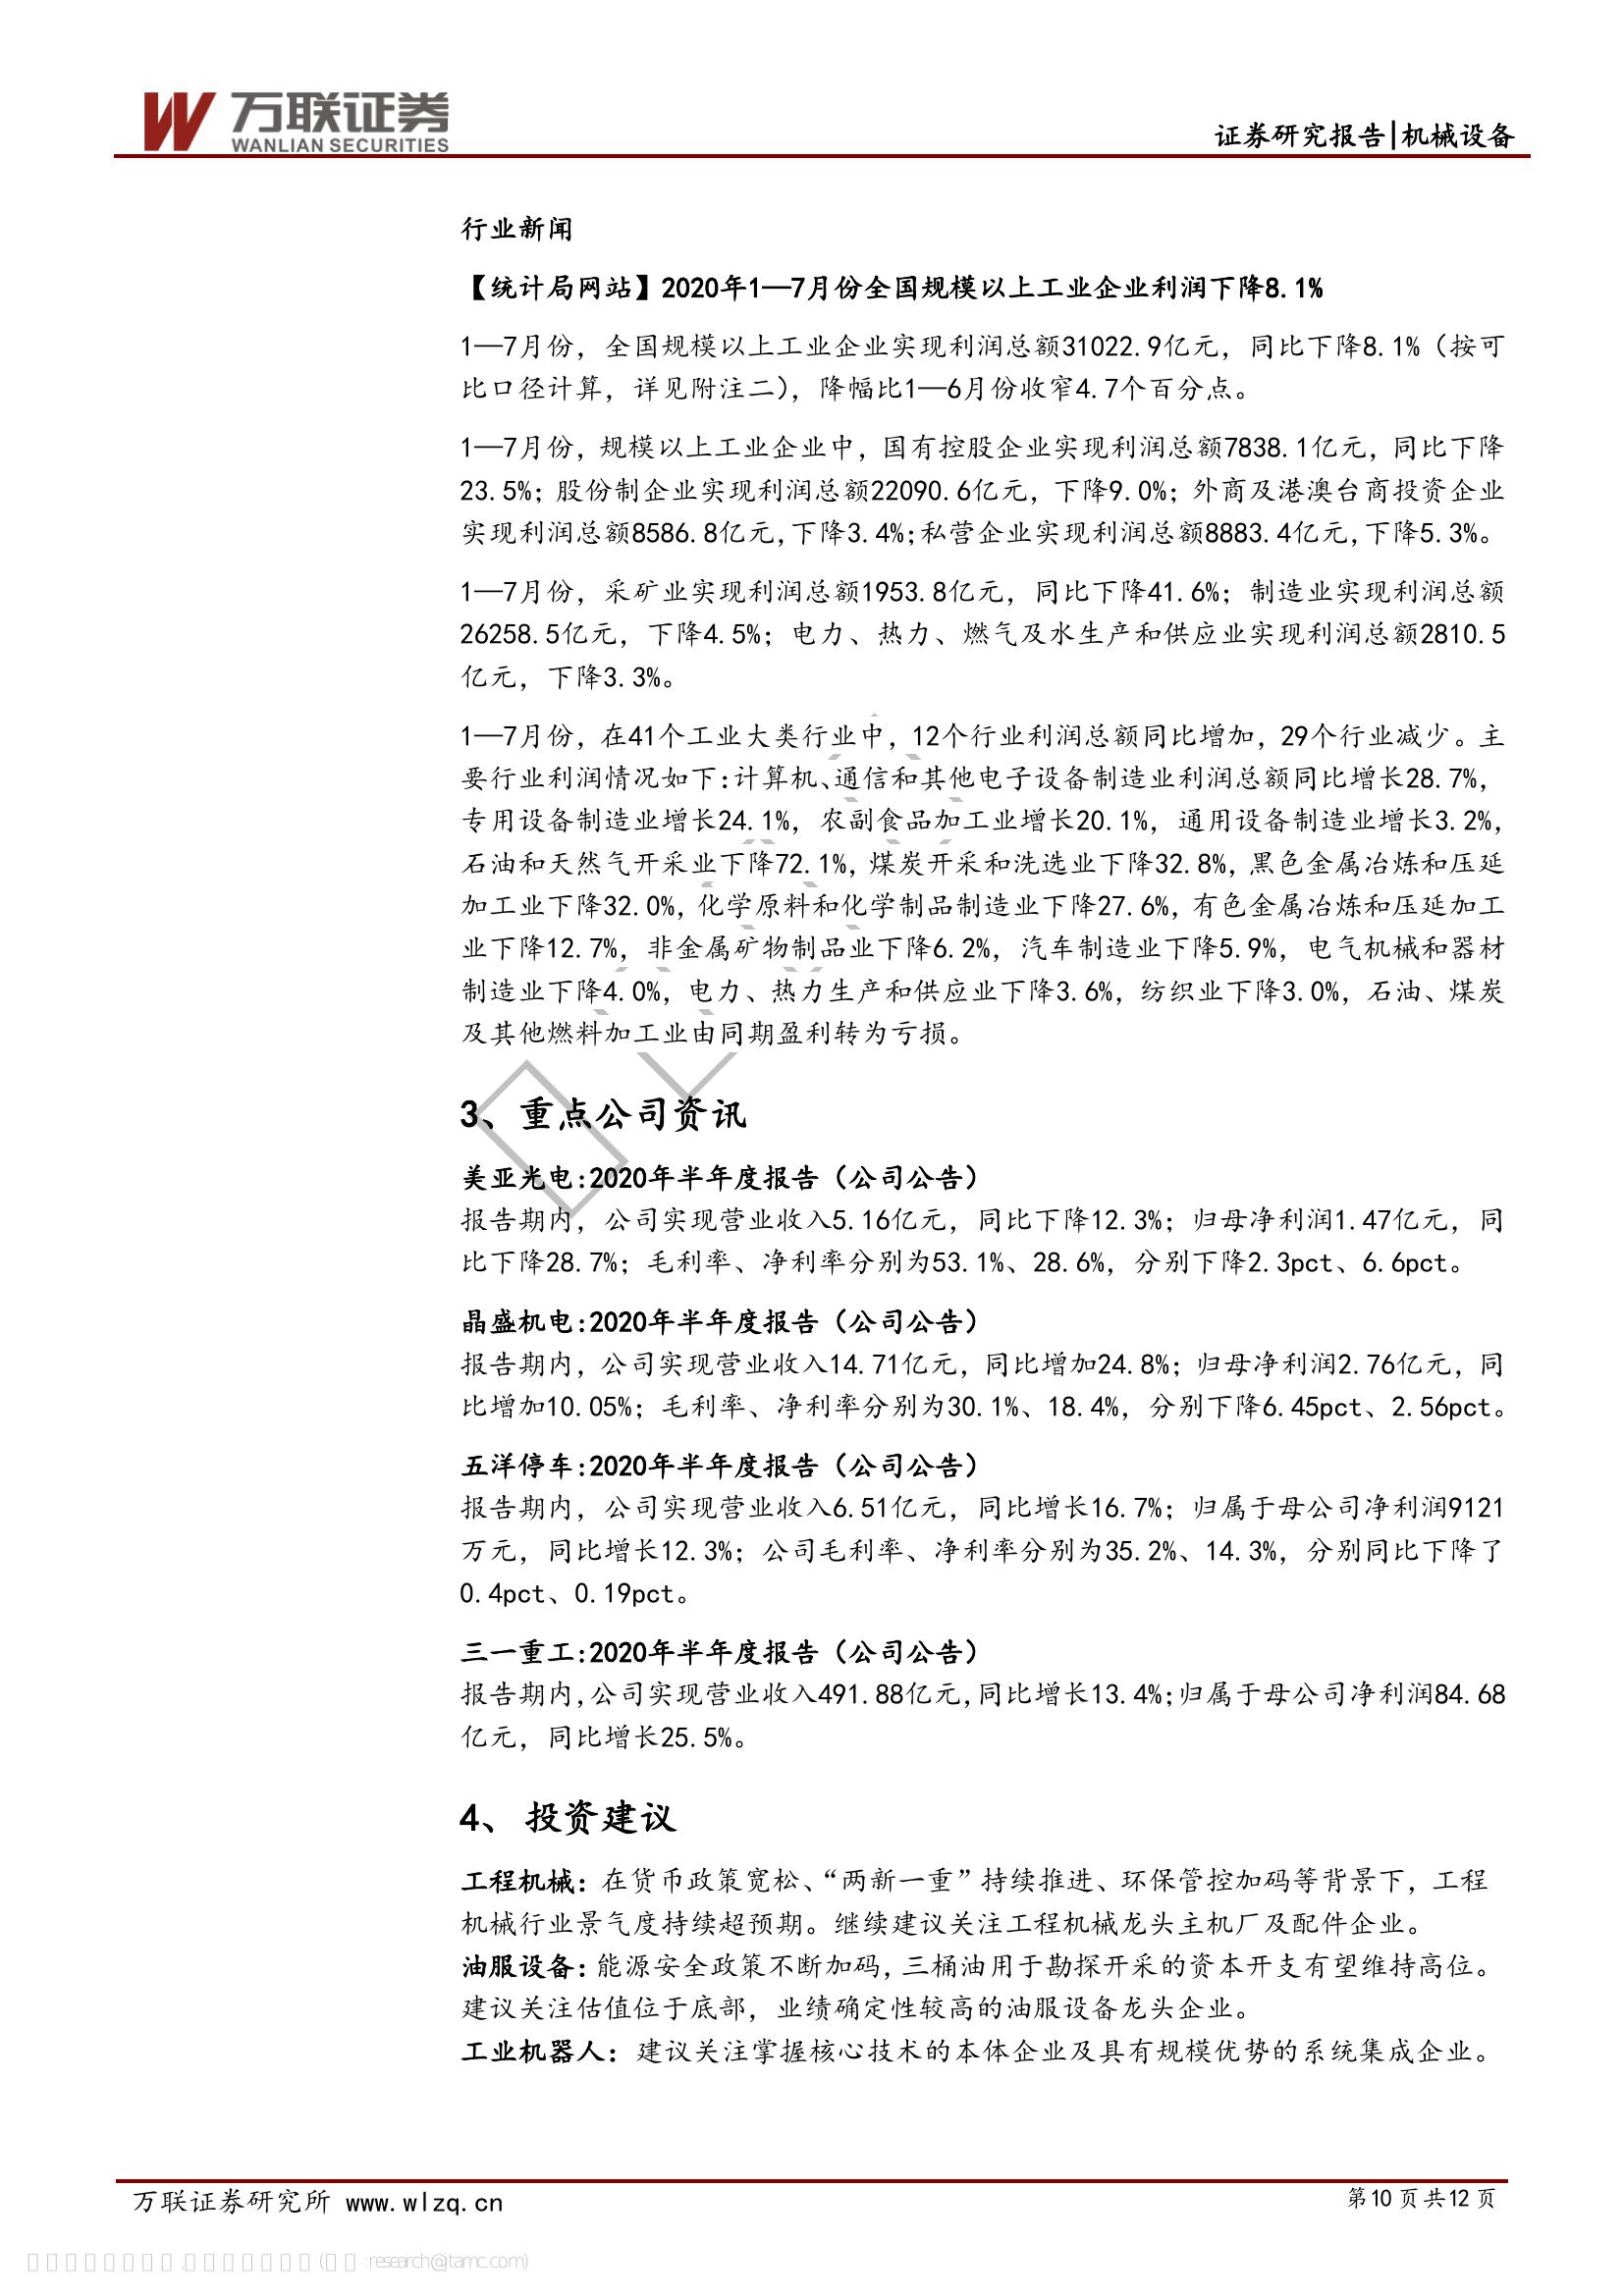 万联证券
WANLIAN SECURITIES
证券研究报告|机械设备
行业新闻
【统计局网站】2020年1—7月份全国规模以上工业企业利润下降8.1%
1—7月份，全国规模以上工业企业实现利润总额31022.9亿元，同比下降8.1%（按可
比口径计算，详见附注二），降幅比1—6月份收窄4.7个百分点。
1—7月份，规模以上工业企业中，国有控股企业实现利润总额7838.1亿元，同比下降
23.5%；股份制企业实现利润总额22090.6亿元，下降9.0%；外商及港澳台商投资企业
实现利润总额8586.8亿元，下降3.4%；私营企业实现利润总额8883.4亿元，下降5.3%。
1—7月份，采矿业实现利润总额1953.8亿元，同比下降41.6%；制造业实现利润总额
26258.5亿元，下降4.5%；电力、热力、燃气及水生产和供应业实现利润总额2810.5
亿元，下降3.3%。
1—7月份，在41个工业大类行业中，12个行业利润总额同比增加，29个行业减少。主
要行业利润情况如下：计算机、通信和其他电子设备制造业利润总额同比增长28.7%，
专用设备制造业增长24.1%，农副食品加工业增长20.1%，通用设备制造业增长3.2%，
石油和天然气开采业下降72.1%，煤炭开采和洗选业下降32.8%，黑色金属冶炼和压延
加工业下降32.0%，化学原料和化学制品制造业下降27.6%，有色金属冶炼和压延加工
业下降12.7%，非金属矿物制品业下降6.2%，汽车制造业下降5.9%，电气机械和器材
制造业下降4.0%，电力、热力生产和供应业下降3.6%，纺织业下降3.0%，石油、煤炭
及其他燃料加工业由同期盈利转为亏损。
3、重点公司资讯
美亚光电:2020年半年度报告（公司公告）
报告期内，公司实现营业收入5.16亿元，同比下降12.3%；归母净利润1.47亿元，同
比下降28.7%；毛利率、净利率分别为53.1%、28.6%，分别下降2.3pct、6.6pct。
晶盛机电:2020年半年度报告（公司公告）
报告期内，公司实现营业收入14.71亿元，同比增加24.8%；归母净利润2.76亿元，同
比增加10.05%；毛利率、净利率分别为30.1%、18.4%，分别下降6.45pct、2.56pct。
五洋停车:2020年半年度报告（公司公告）
报告期内，公司实现营业收入6.51亿元，同比增长16.7%；归属于母公司净利润9121
万元，同比增长12.3%；公司毛利率、净利率分别为35.2%、14.3%，分别同比下降了
0.4pct、0.19pct。
三一重工:2020年半年度报告（公司公告）
报告期内，公司实现营业收入491.88亿元，同比增长13.4%；归属于母公司净利润84.68
亿元，同比增长25.5%。
4、 投资建议
工程机械：在货币政策宽松、“两新一重”持续推进、环保管控加码等背景下，工程
机械行业景气度持续超预期。继续建议关注工程机械龙头主机厂及配件企业。
油服设备：能源安全政策不断加码，三桶油用于勘探开采的资本开支有望维持高位。
建议关注估值位于底部，业绩确定性较高的油服设备龙头企业。
工业机器人：建议关注掌握核心技术的本体企业及具有规模优势的系统集成企业。
万联证券研究所 www.wlzq.cn
第10页共12页
:research@jtamc.com)